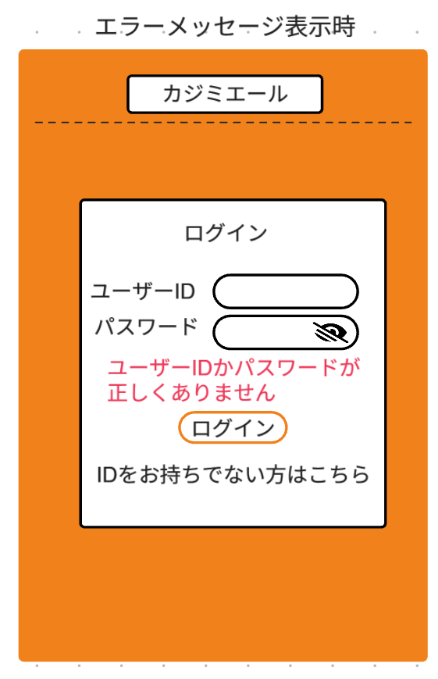 エラーメッセージ表示時
カジミエール
ログイン
ユーザーID
パスワード
ユーザーIDかパスワードが
正しくありません
ログイン
IDをお持ちでない方はこちら